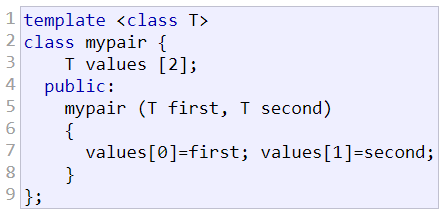 1 template <class T>
2 class mypair {
3     T values [2];
4   public:
5     mypair (T first, T second)
6     {
7       values[0]=first; values[1]=second;
8     }
9 };